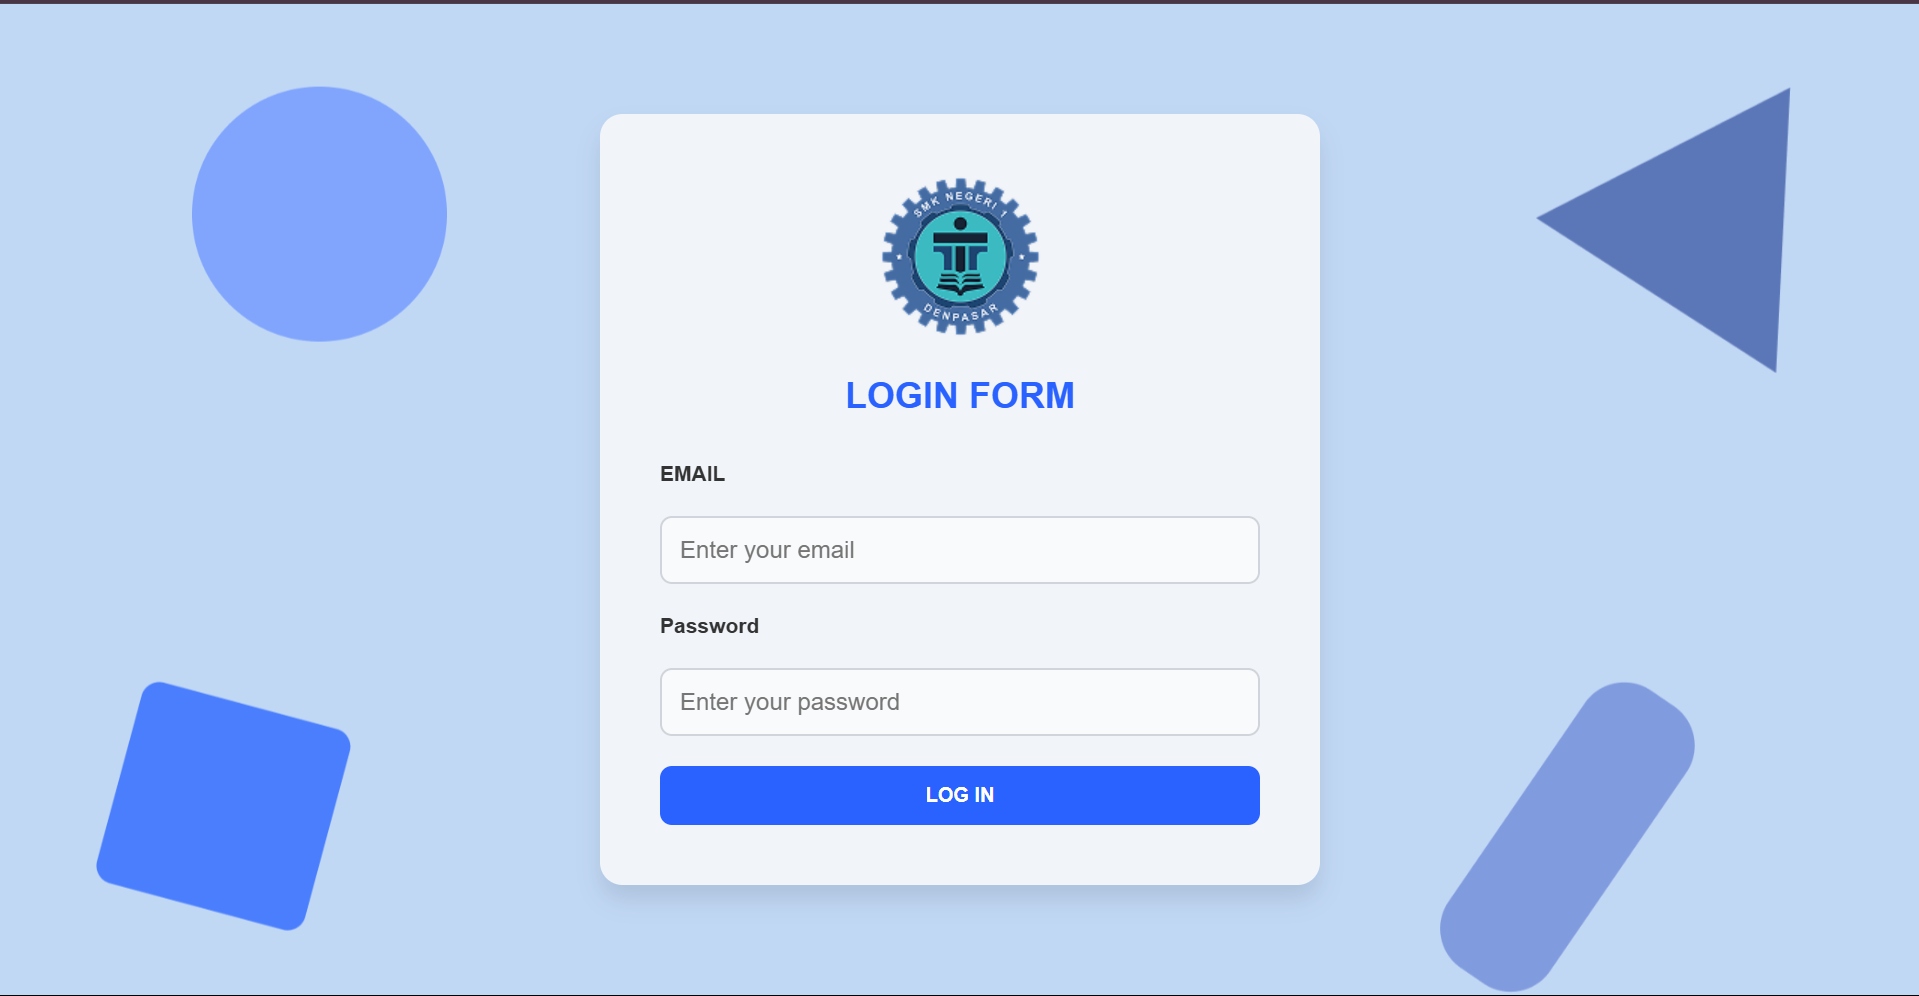 SMK NEGERI 1
DENPASAR
LOGIN FORM
EMAIL
Enter your email
Password
Enter your password
LOG IN